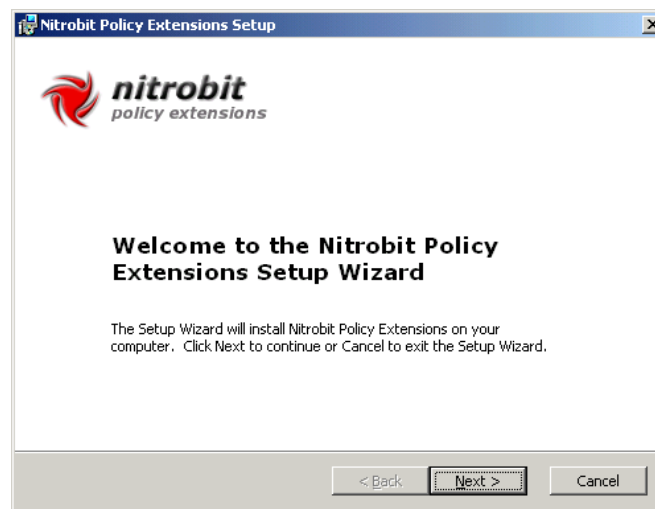 Nitrobit Policy Extensions Setup
nitrobit
policy extensions
Welcome to the Nitrobit Policy
Extensions Setup Wizard
The Setup Wizard will install Nitrobit Policy Extensions on your
computer. Click Next to continue or Cancel to exit the Setup Wizard.
< Back Next > Cancel